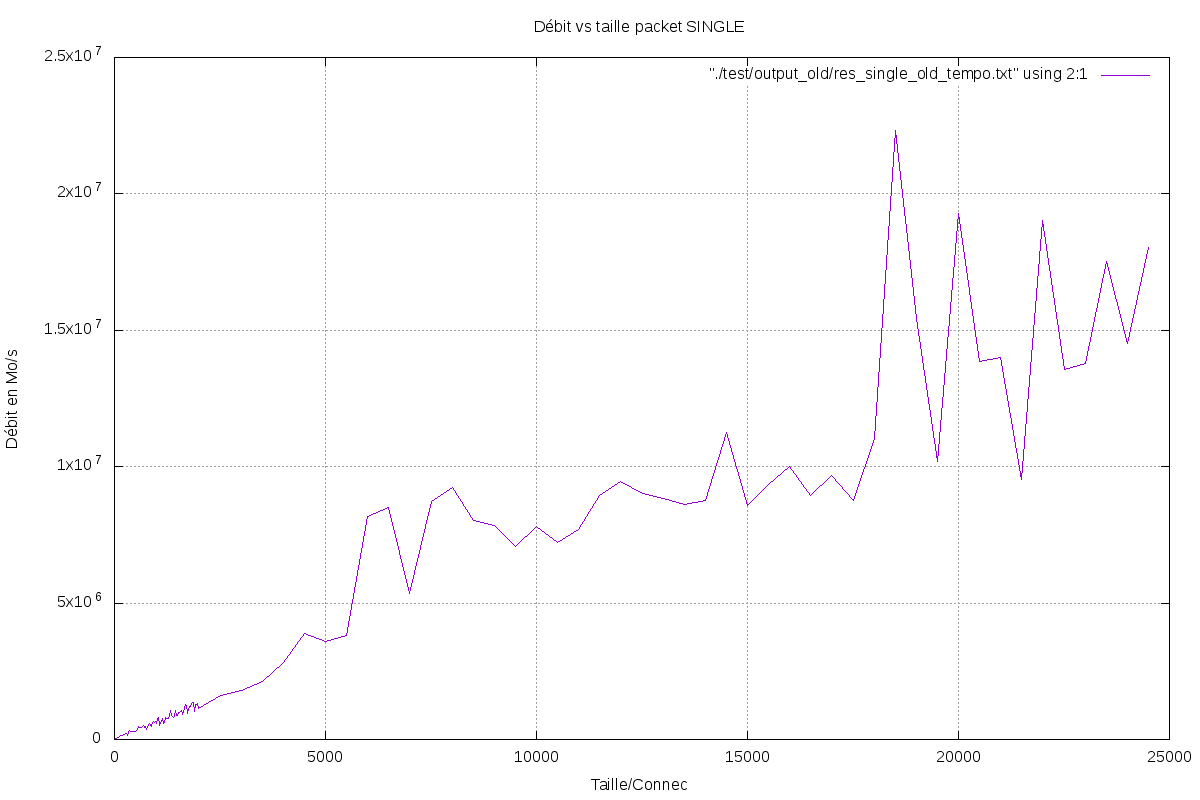 Débit vs taille packet SINGLE
"./test/output_old/res_single_old_tempo.txt" using 2:1
Débit en Mo/s
2.5x10^7
2x10^7
1.5x10^7
1x10^7
5x10^6
0
0 5000 10000 15000 20000 25000
Taille/Connec